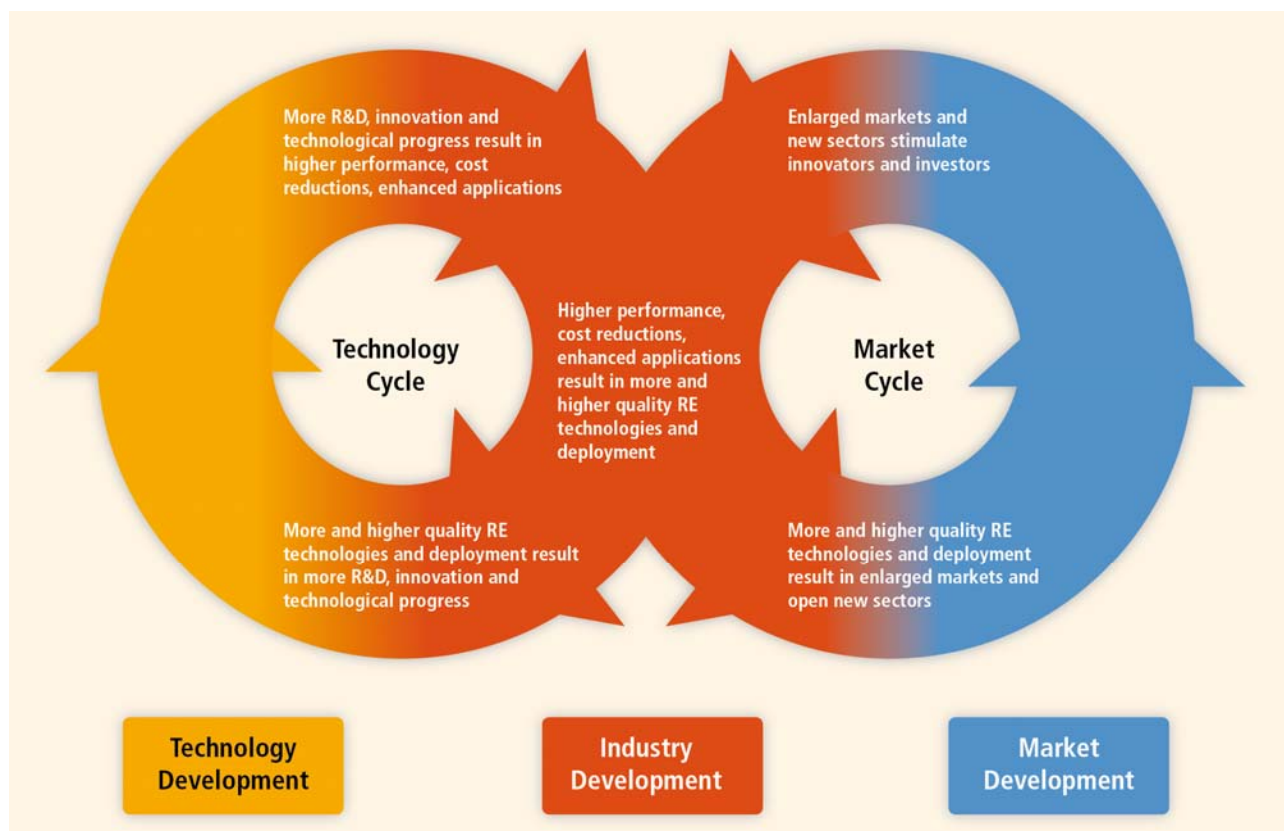 More R&D, innovation and
technological progress result in
higher performance, cost
reductions, enhanced applications
Enlarged markets and
new sectors stimulate
innovators and investors
Technology
Cycle
Higher performance,
cost reductions,
enhanced applications
result in more and
higher quality RE
technologies and
deployment
Market
Cycle
More and higher quality RE
technologies and deployment result
in more R&D, innovation and
technological progress
More and higher quality RE
technologies and deployment
result in enlarged markets and
open new sectors
Technology
Development
Industry
Development
Market
Development